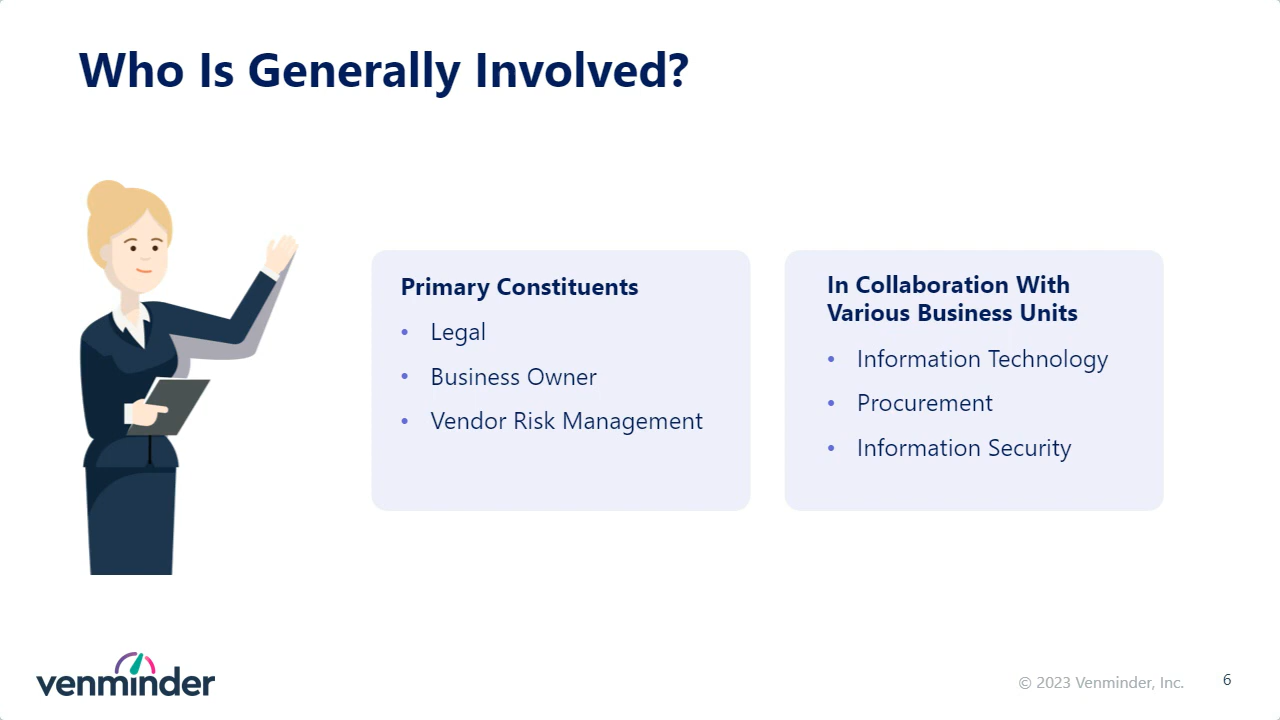 Who Is Generally Involved?
Primary Constituents
• Legal
• Business Owner
• Vendor Risk Management
In Collaboration With
Various Business Units
• Information Technology
• Procurement
• Information Security
venminder
© 2023 Venminder, Inc.
6